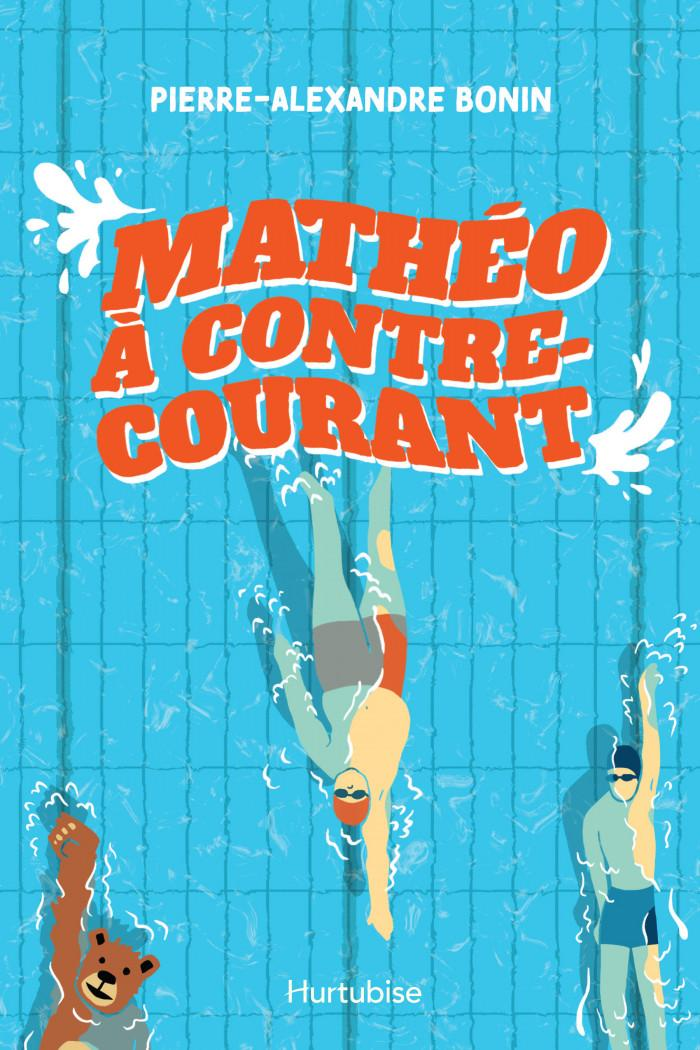 PIERRE-ALEXANDRE BONIN
MATHÉO
À CONTRE-
COURANT
Hurtubise